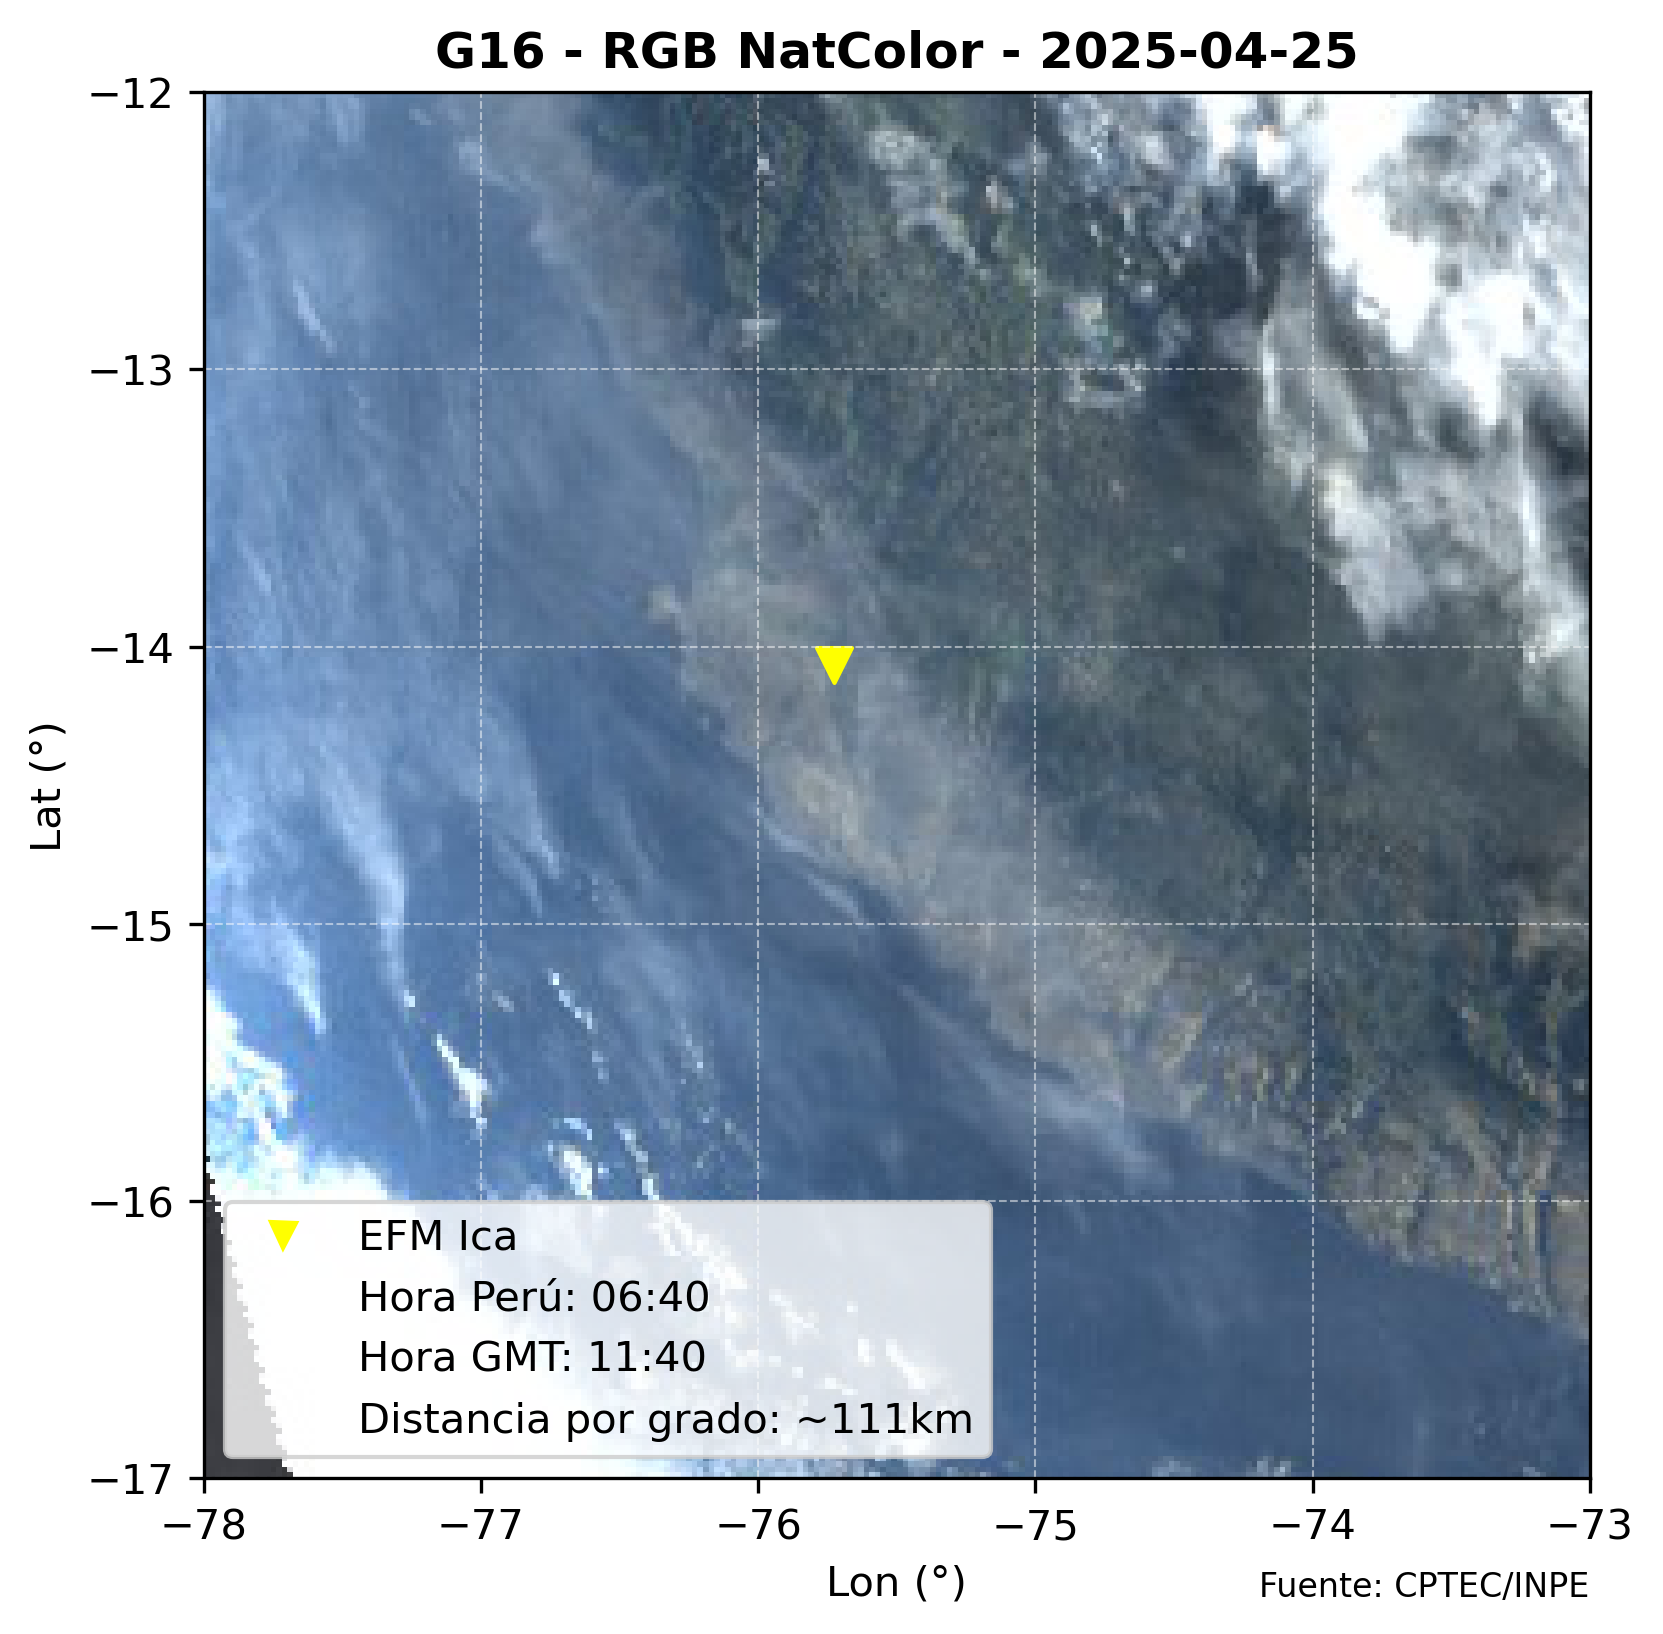 G16 - RGB NatColor - 2025-04-25
−12
−13
−14
−15
−16
−17
Lat (°)
EFM Ica
Hora Perú: 06:40
Hora GMT: 11:40
Distancia por grado: ~111km
−78 −77 −76 −75 −74 −73
Lon (°)
Fuente: CPTEC/INPE